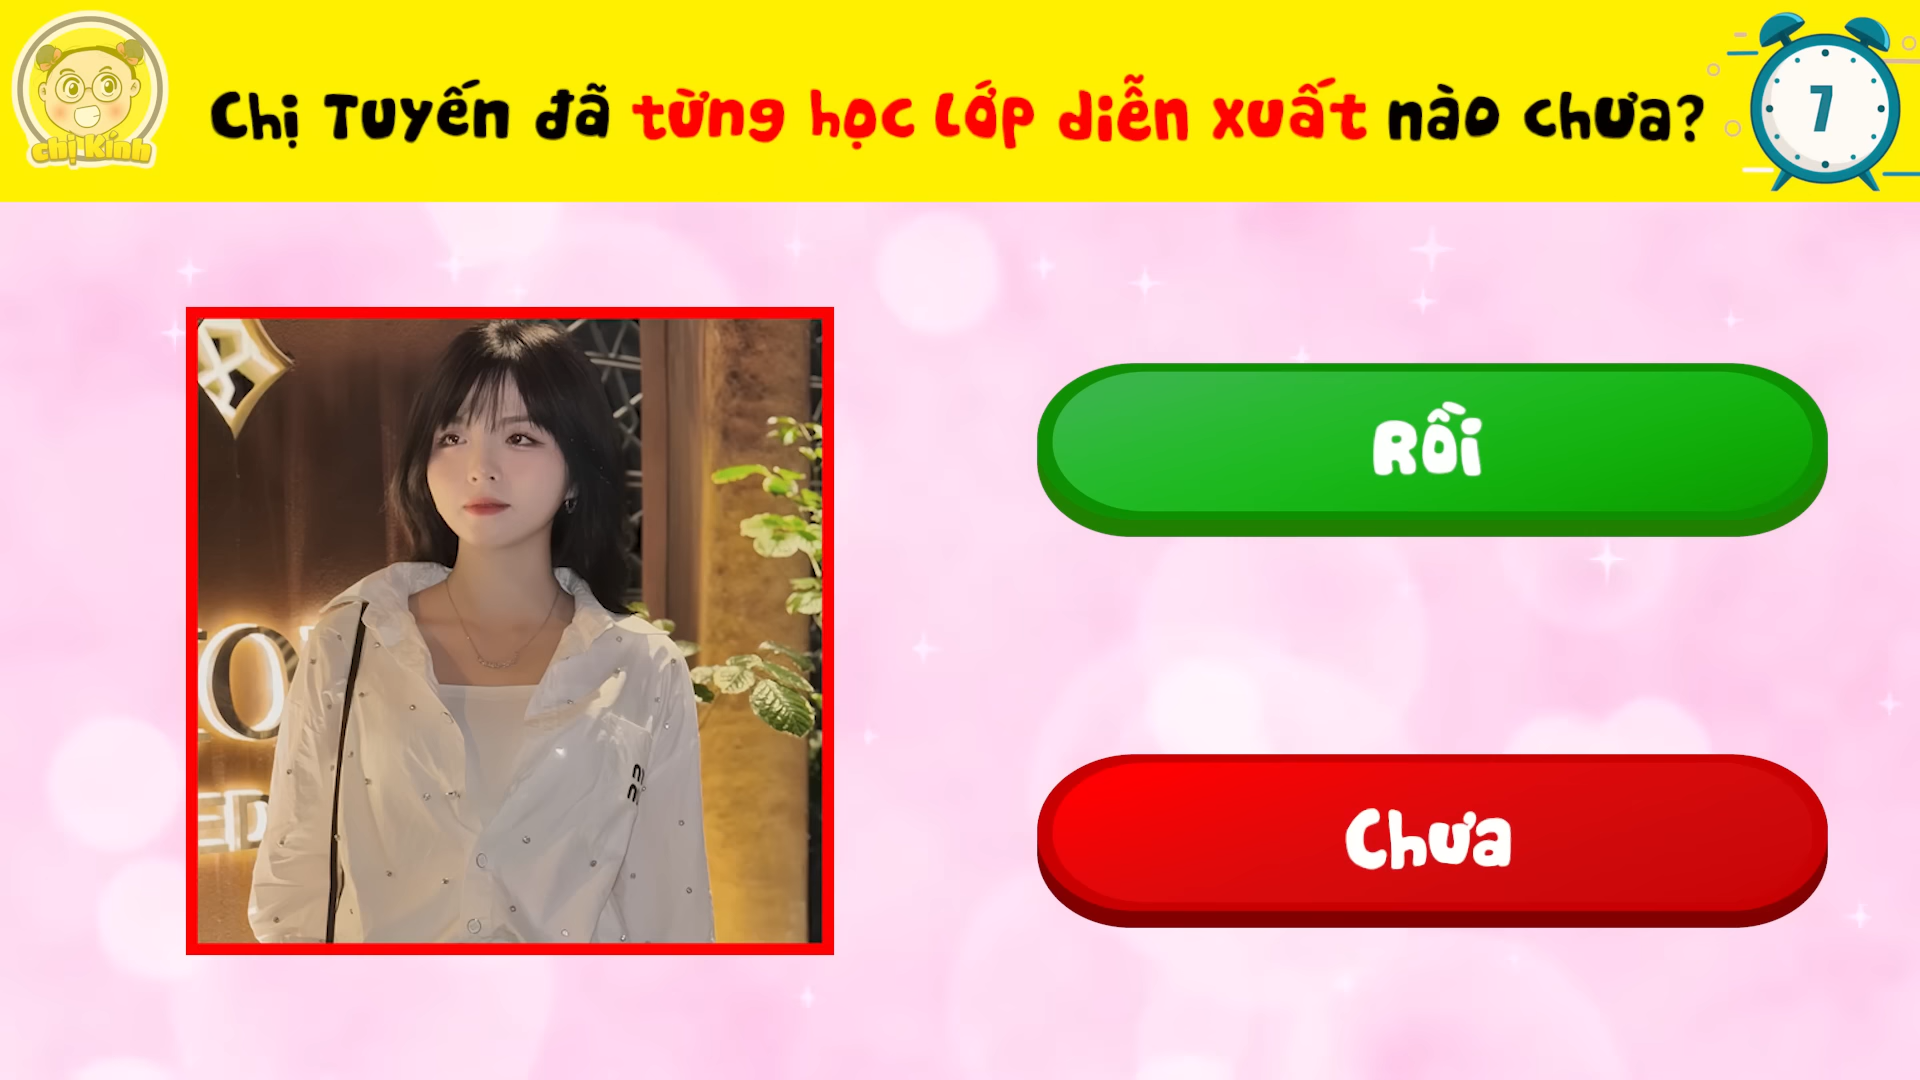 Chị Tuyến đã từng học lớp diễn xuất nào chưa?
7
chị Kính
Rồi
Chưa